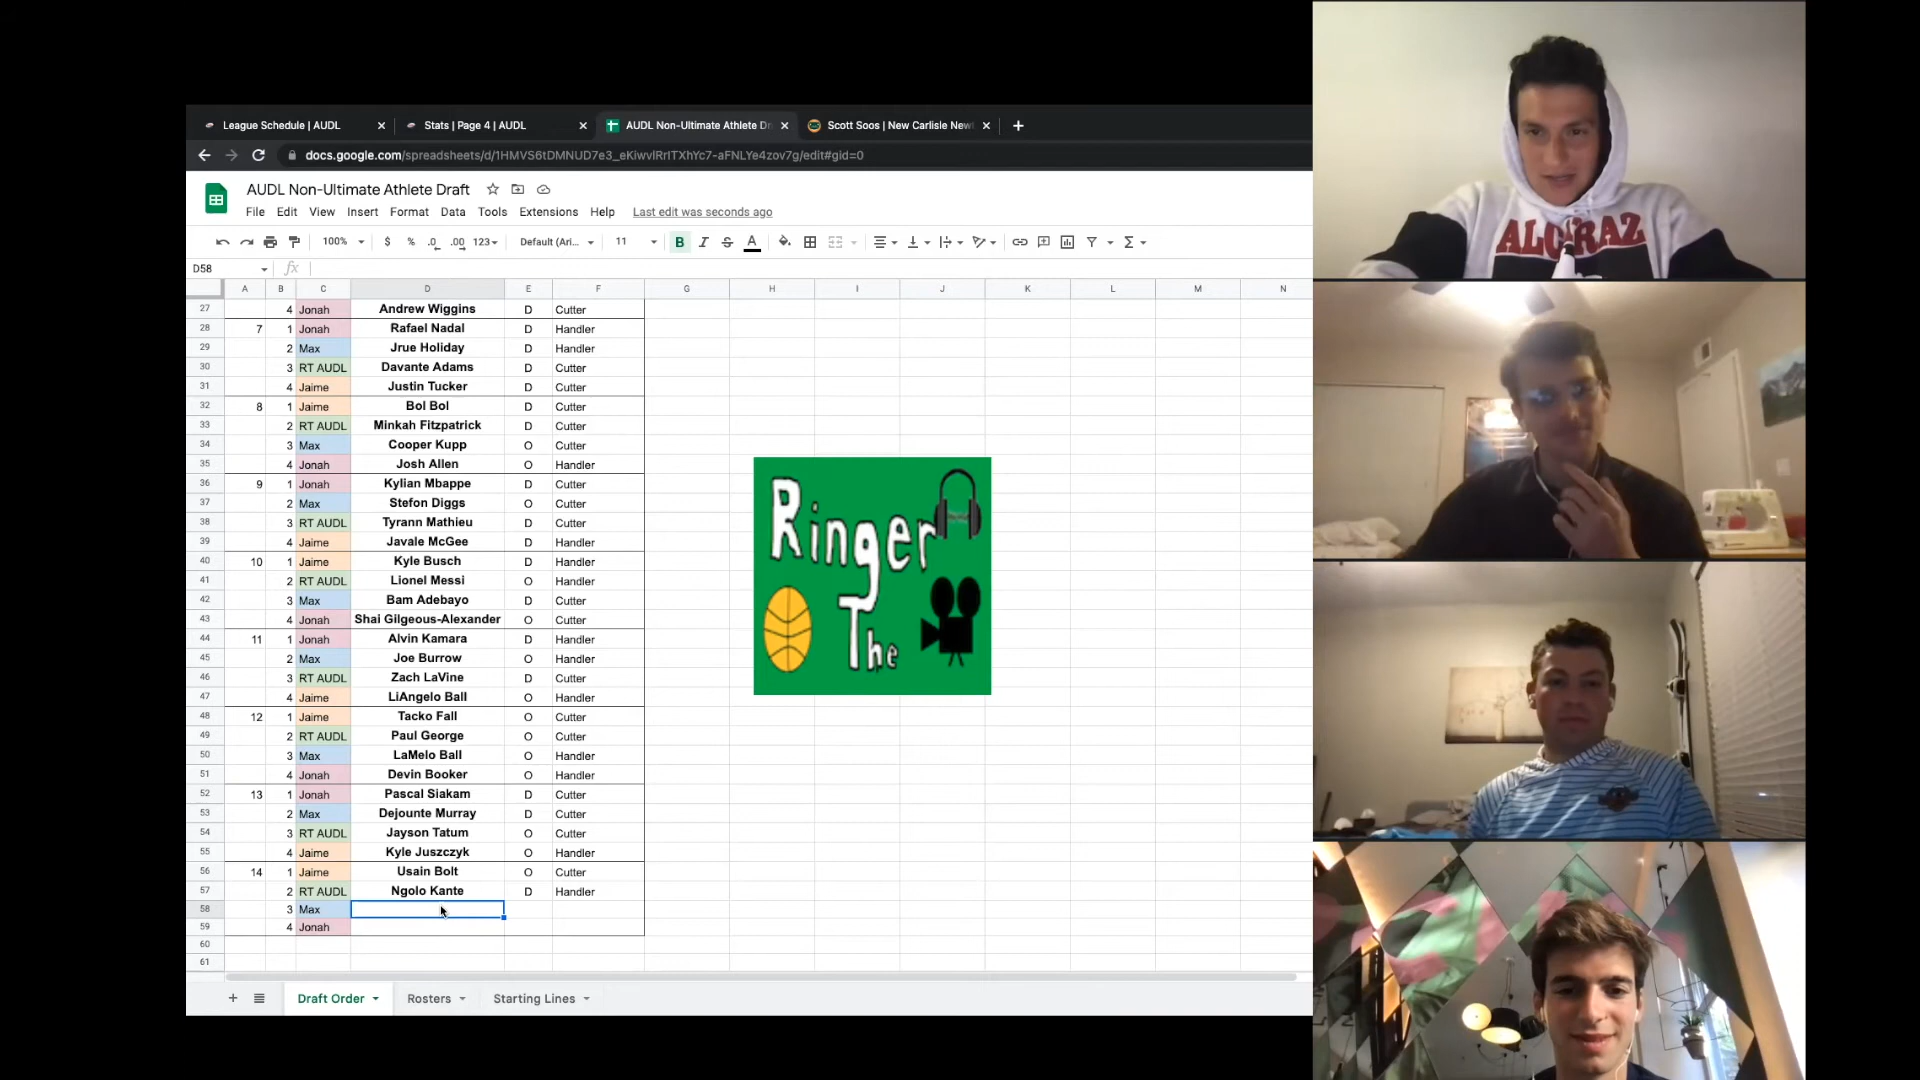 League Schedule | AUDL
Stats | Page 4 | AUDL
AUDL Non-Ultimate Athlete D
Scott Soos | New Carlisle New
docs.google.com/spreadsheets/d/1HMVS6tDMNUD7e3_eKiwvIRrITXhYc7-aFNLYe4zov7g/edit#gid=0
AUDL Non-Ultimate Athlete Draft
File Edit View Insert Format Data Tools Extensions Help Last edit was seconds ago
100% $ % .0 .00 123 Default (Ari... 11 B I S A
D58 fx
A B C D E F G H I J K L M N
27 4 Jonah Andrew Wiggins D Cutter
28 7 1 Jonah Rafael Nadal D Handler
29 2 Max Jrue Holiday D Handler
30 3 RT AUDL Davante Adams D Cutter
31 4 Jaime Justin Tucker D Cutter
32 8 1 Jaime Bol Bol D Cutter
33 2 RT AUDL Minkah Fitzpatrick D Cutter
34 3 Max Cooper Kupp O Cutter
35 4 Jonah Josh Allen O Handler
36 9 1 Jonah Kylian Mbappe D Cutter
37 2 Max Stefon Diggs O Cutter
38 3 RT AUDL Tyrann Mathieu D Cutter
39 4 Jaime Javale McGee D Handler
40 10 1 Jaime Kyle Busch D Handler
41 2 RT AUDL Lionel Messi O Handler
42 3 Max Bam Adebayo D Cutter
43 4 Jonah Shai Gilgeous-Alexander O Cutter
44 11 1 Jonah Alvin Kamara D Handler
45 2 Max Joe Burrow O Handler
46 3 RT AUDL Zach LaVine D Cutter
47 4 Jaime LiAngelo Ball O Handler
48 12 1 Jaime Tacko Fall O Cutter
49 2 RT AUDL Paul George O Cutter
50 3 Max LaMelo Ball O Handler
51 4 Jonah Devin Booker O Handler
52 13 1 Jonah Pascal Siakam D Cutter
53 2 Max Dejounte Murray D Cutter
54 3 RT AUDL Jayson Tatum O Cutter
55 4 Jaime Kyle Juszczyk O Handler
56 14 1 Jaime Usain Bolt O Cutter
57 2 RT AUDL Ngolo Kante D Handler
58 3 Max
59 4 Jonah
60
61
Ringer
The
Draft Order Rosters Starting Lines